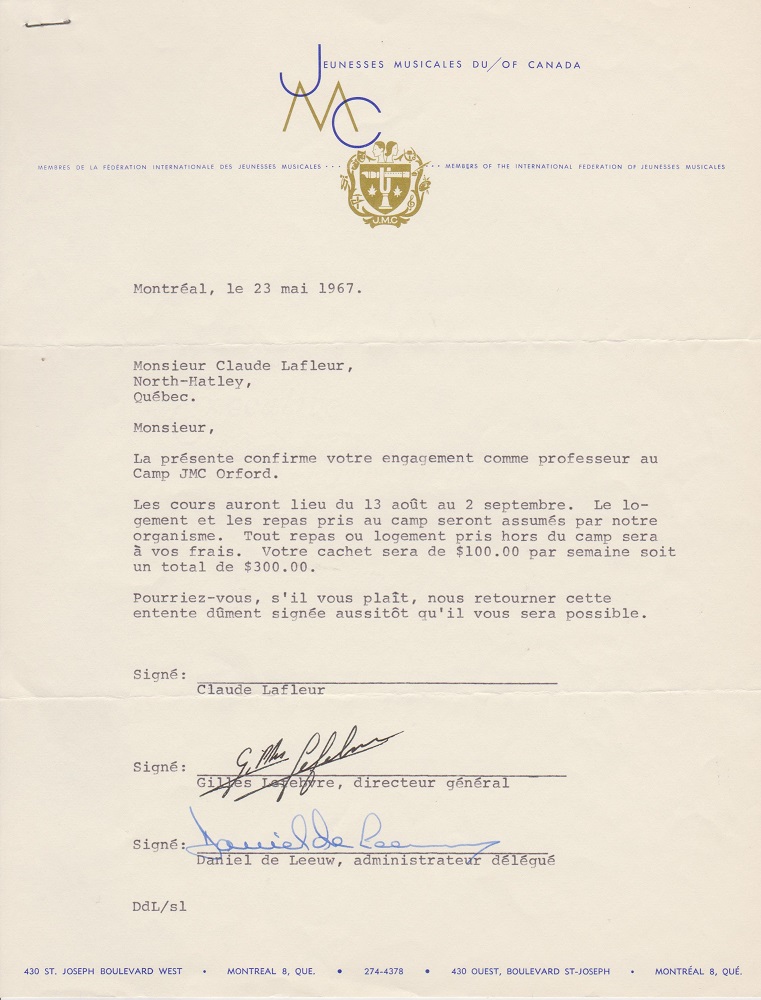 JEUNESSES MUSICALES DU/OF CANADA
JMC
MEMBRES DE LA FÉDÉRATION INTERNATIONALE DES JEUNESSES MUSICALES · · · · · MEMBERS OF THE INTERNATIONAL FEDERATION OF JEUNESSES MUSICALES
J.M.C
Montréal, le 23 mai 1967.
Monsieur Claude Lafleur,
North-Hatley,
Québec.
Monsieur,
La présente confirme votre engagement comme professeur au
Camp JMC Orford.
Les cours auront lieu du 13 août au 2 septembre. Le lo-
gement et les repas pris au camp seront assumés par notre
organisme. Tout repas ou logement pris hors du camp sera
à vos frais. Votre cachet sera de $100.00 par semaine soit
un total de $300.00.
Pourriez-vous, s'il vous plaît, nous retourner cette
entente dûment signée aussitôt qu'il vous sera possible.
Signé:
Claude Lafleur
Gilles Lefebvre
Signé:
Gilles Lefebvre, directeur général
Daniel de Leeuw
Signé:
Daniel de Leeuw, administrateur délégué
DdL/sl
430 ST. JOSEPH BOULEVARD WEST • MONTREAL 8, QUE. • 274-4378 • 430 OUEST, BOULEVARD ST-JOSEPH • MONTRÉAL 8, QUÉ.